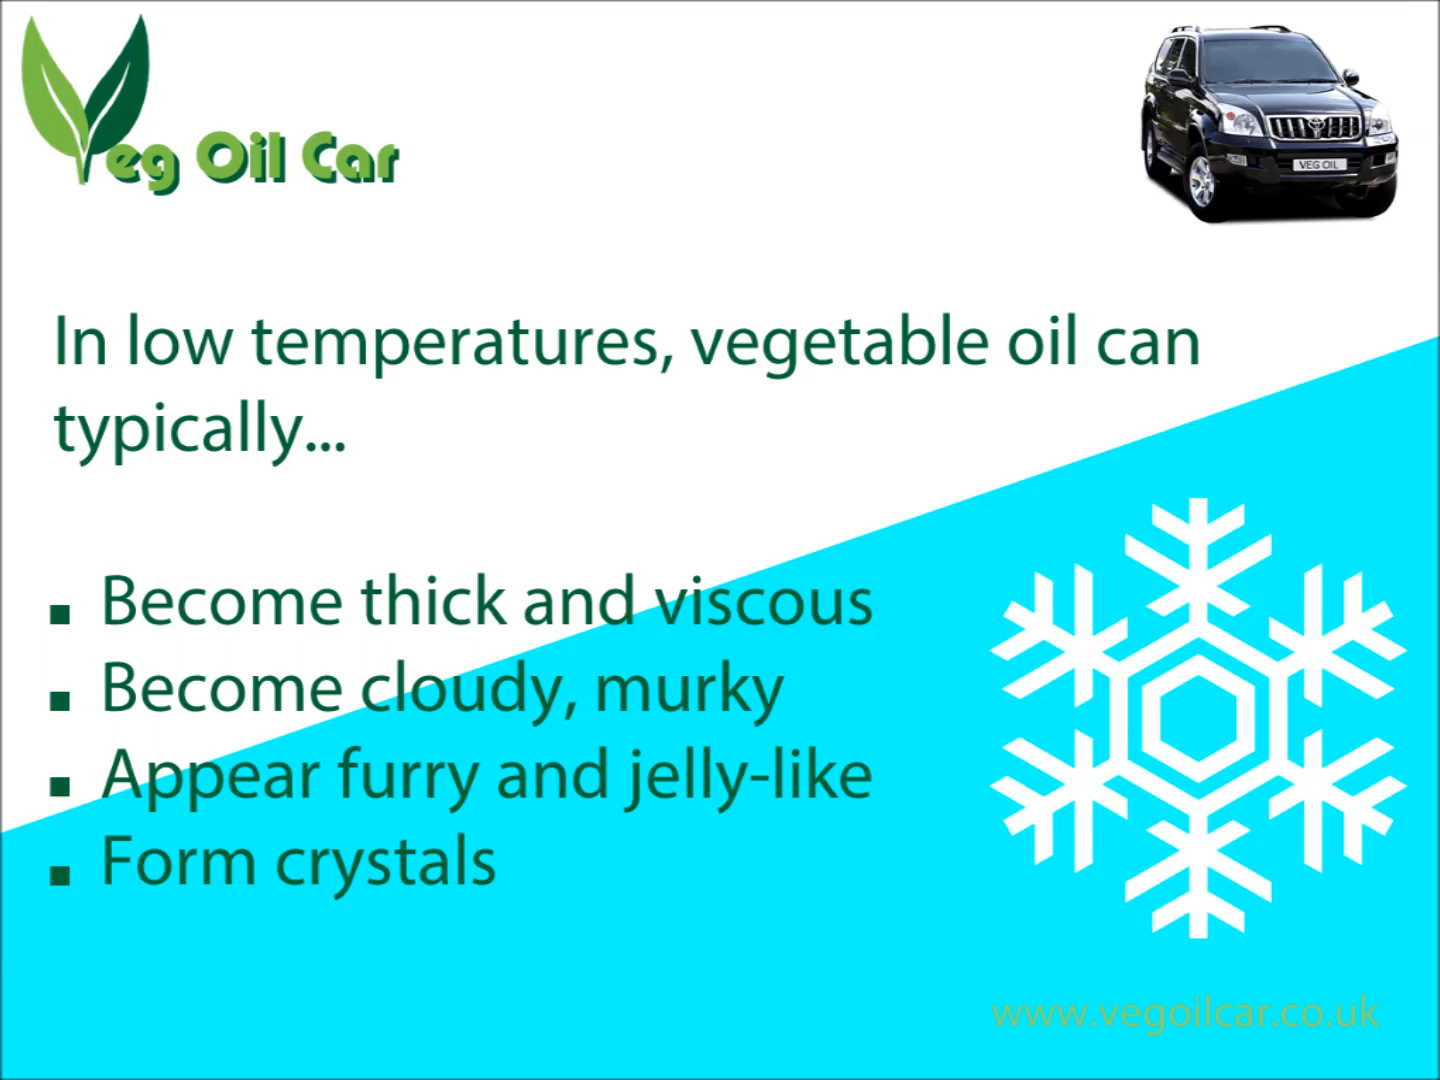 Veg Oil Car
VEG OIL
In low temperatures, vegetable oil can
typically...
▪ Become thick and viscous
▪ Become cloudy, murky
▪ Appear furry and jelly-like
▪ Form crystals
www.vegoilcar.co.uk